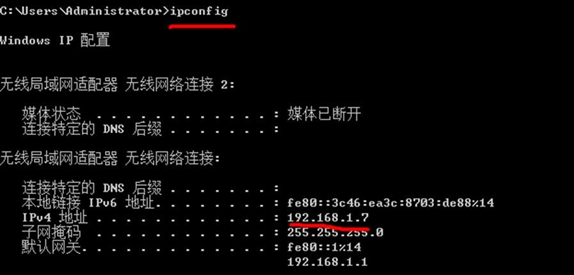 C:\Users\Administrator>ipconfig
Windows IP 配置
无线局域网适配器 无线网络连接 2:
媒体状态 . . . . . . . . . . . . : 媒体已断开
连接特定的 DNS 后缀 . . . . . . . :
无线局域网适配器 无线网络连接:
连接特定的 DNS 后缀 . . . . . . . :
本地链接 IPv6 地址. . . . . . . . : fe80::3c46:ea3c:8703:de88%14
IPv4 地址 . . . . . . . . . . . . : 192.168.1.7
子网掩码 . . . . . . . . . . . . : 255.255.255.0
默认网关. . . . . . . . . . . . . : fe80::1%14
192.168.1.1